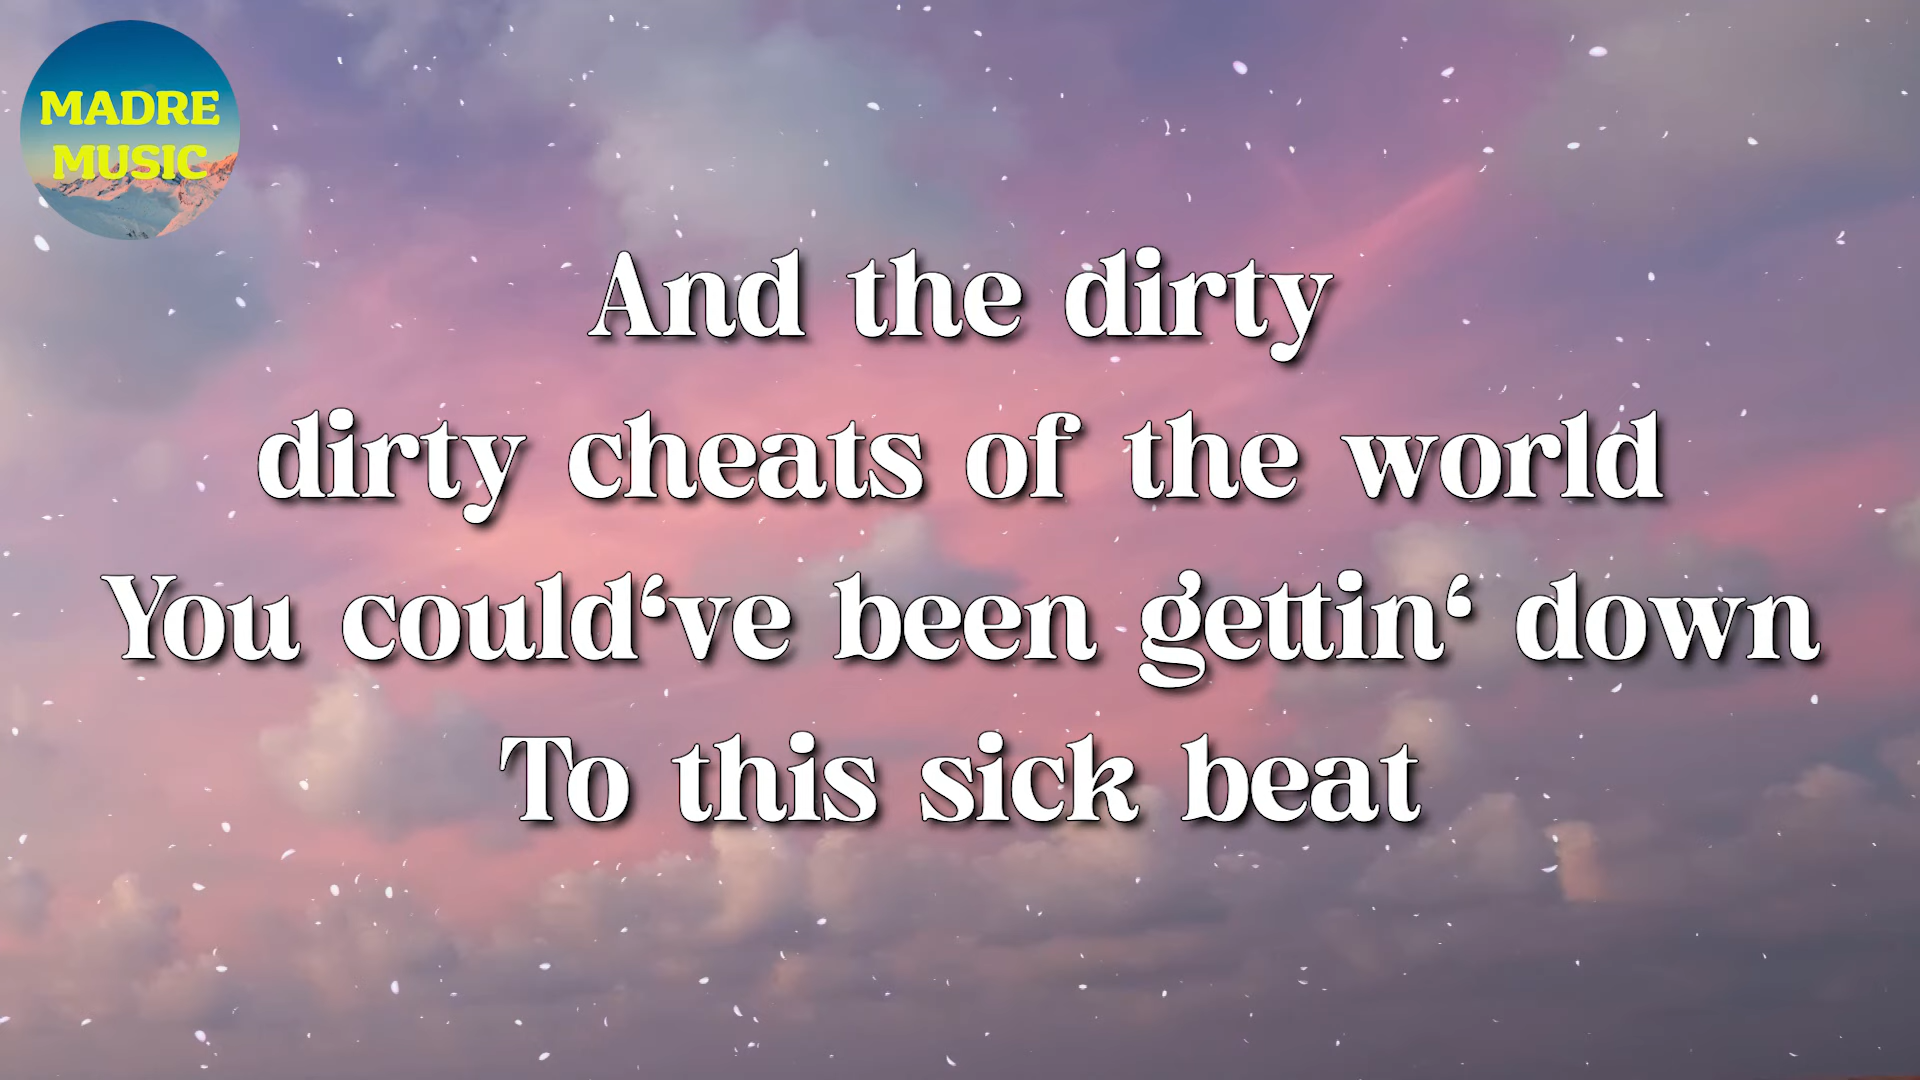 MADRE
MUSIC
And the dirty
dirty cheats of the world
You could‘ve been gettin‘ down
To this sick beat